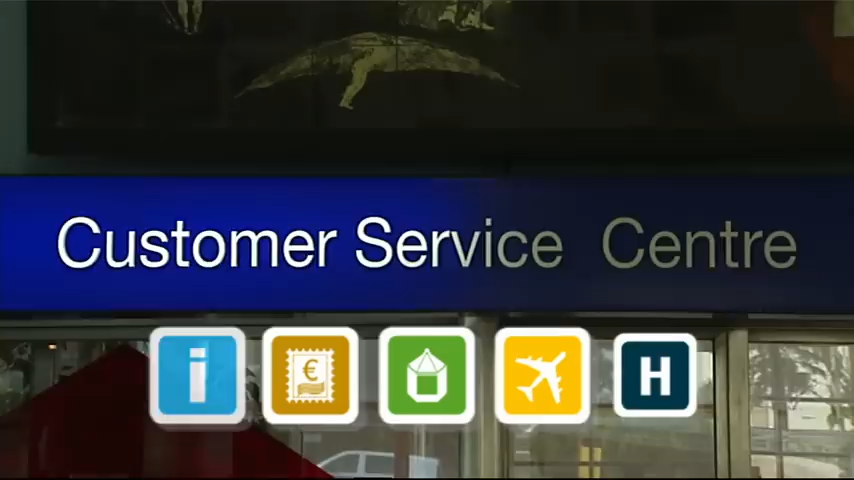 Customer Service Centre
i € H